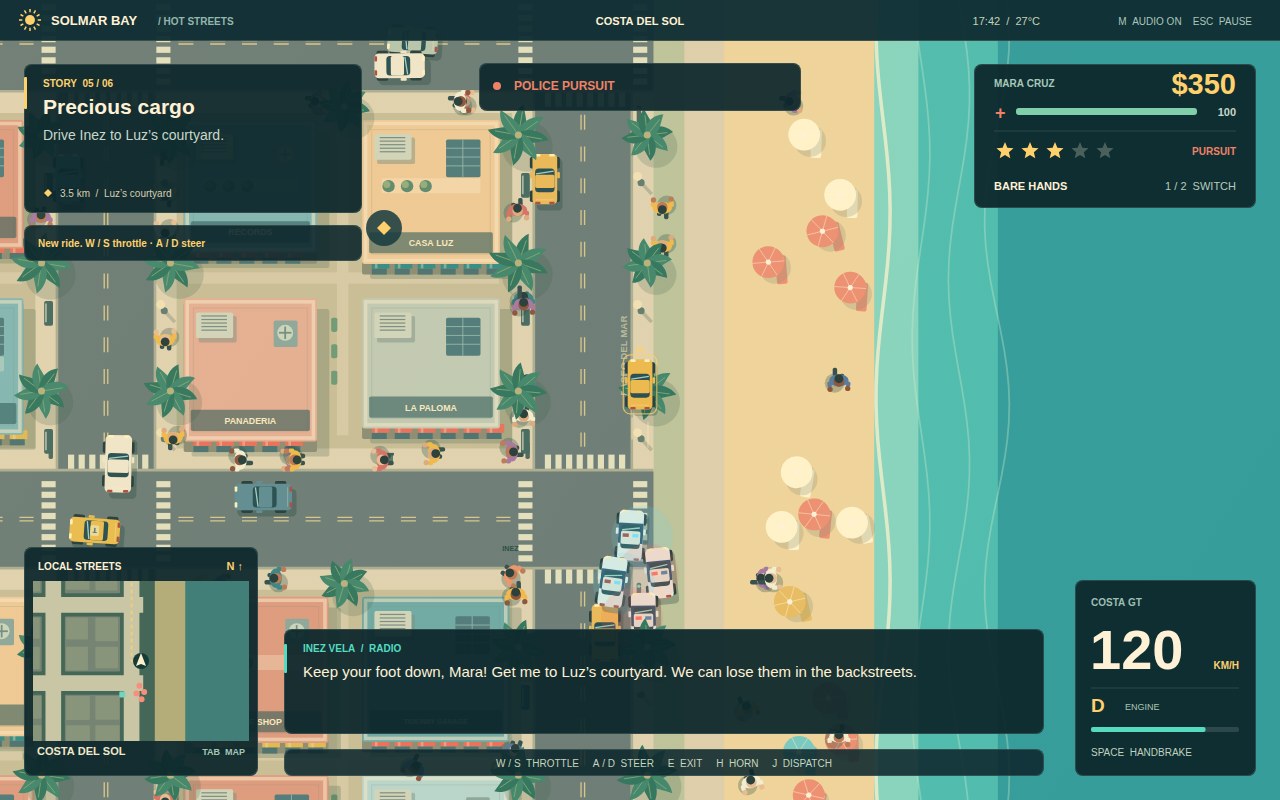 SOLMAR BAY / HOT STREETS
COSTA DEL SOL
17:42 / 27°C
M AUDIO ON ESC PAUSE
STORY 05 / 06
Precious cargo
Drive Inez to Luz's courtyard.
3.5 km / Luz's courtyard
New ride. W / S throttle · A / D steer
POLICE PURSUIT
MARA CRUZ
$350
100
PURSUIT
BARE HANDS
1 / 2 SWITCH
RECORDS
CASA LUZ
PANADERIA
LA PALOMA
PASEO DEL MAR
INEZ
LOCAL STREETS
N ↑
COSTA DEL SOL
TAB MAP
SHOP
INEZ VELA / RADIO
Keep your foot down, Mara! Get me to Luz's courtyard. We can lose them in the backstreets.
W / S THROTTLE A / D STEER E EXIT H HORN J DISPATCH
COSTA GT
120
KM/H
D ENGINE
SPACE HANDBRAKE